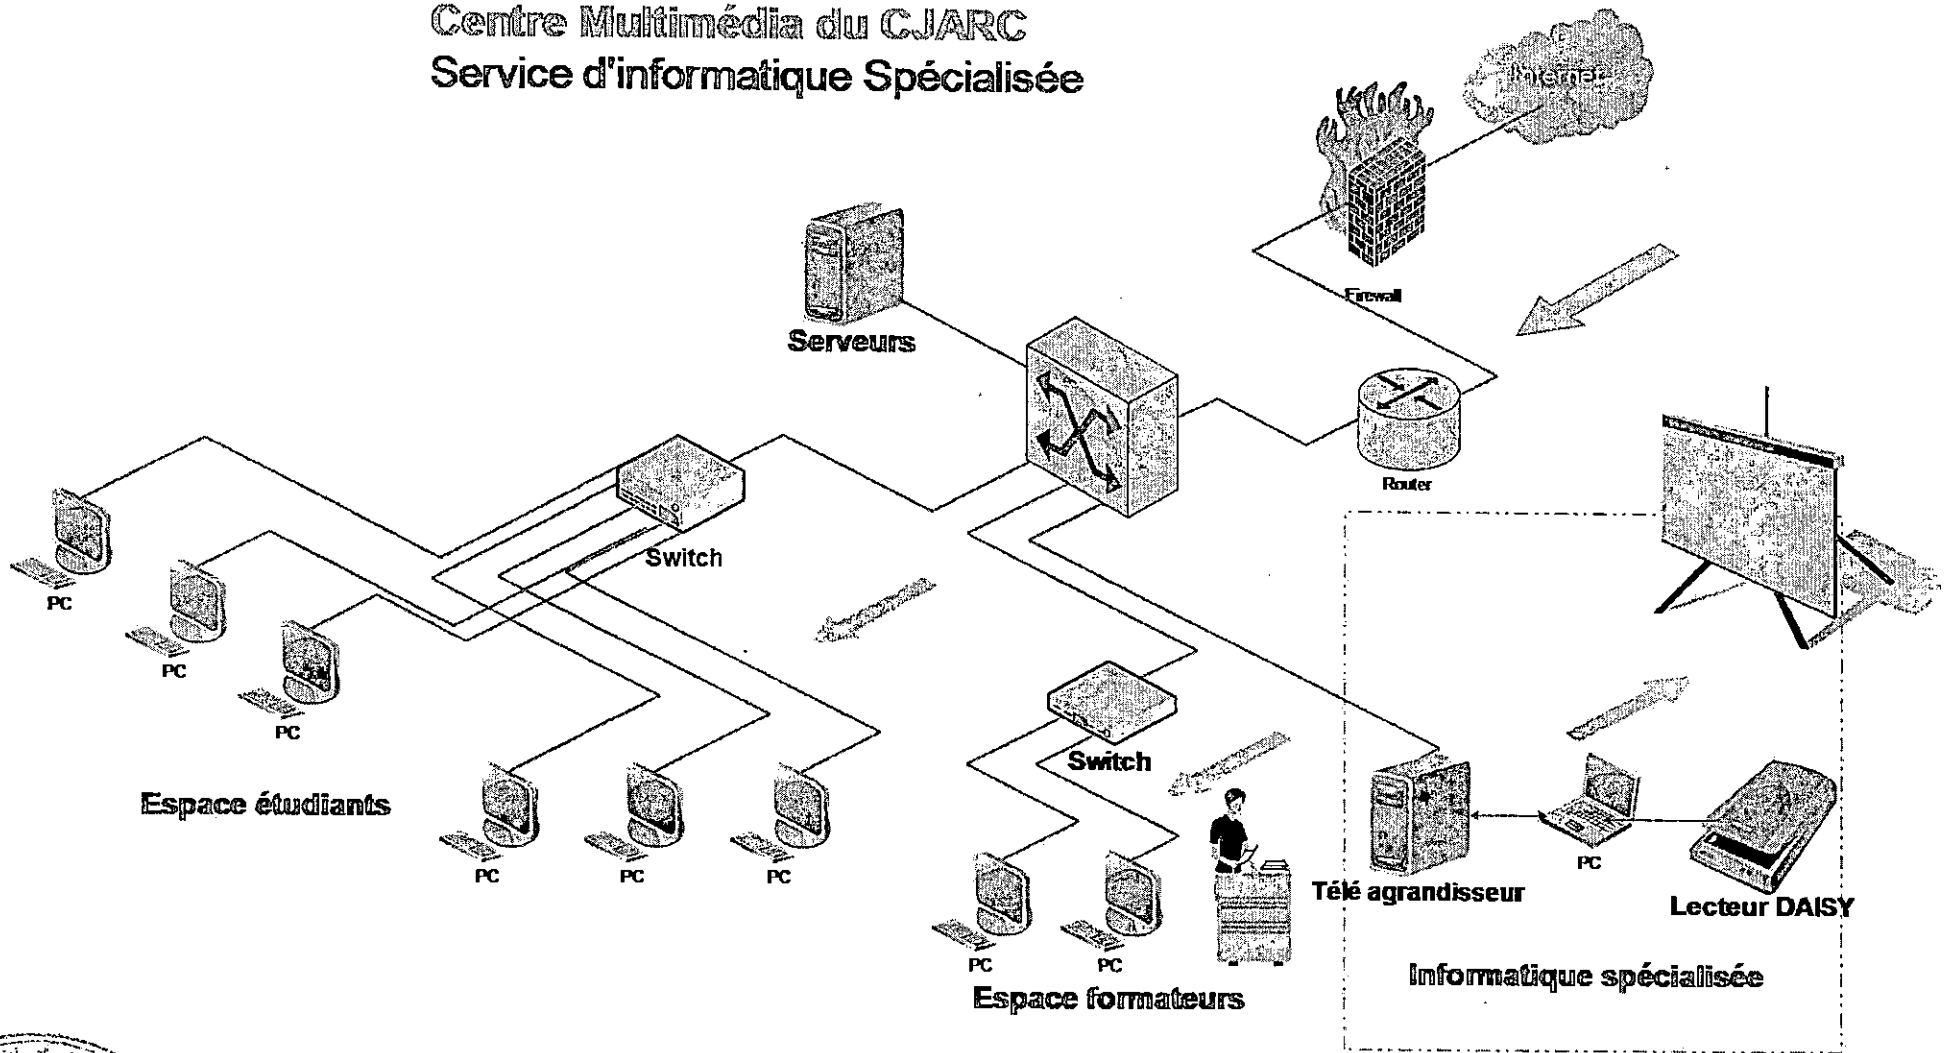 Centre Multimédia du CJARC
Service d'informatique Spécialisée
Internet
Firewall
Serveurs
Router
Switch
PC
PC
PC
Espace étudiants
PC
PC
PC
Switch
PC
PC
Espace formateurs
Télé agrandisseur
PC
Lecteur DAISY
Informatique spécialisée